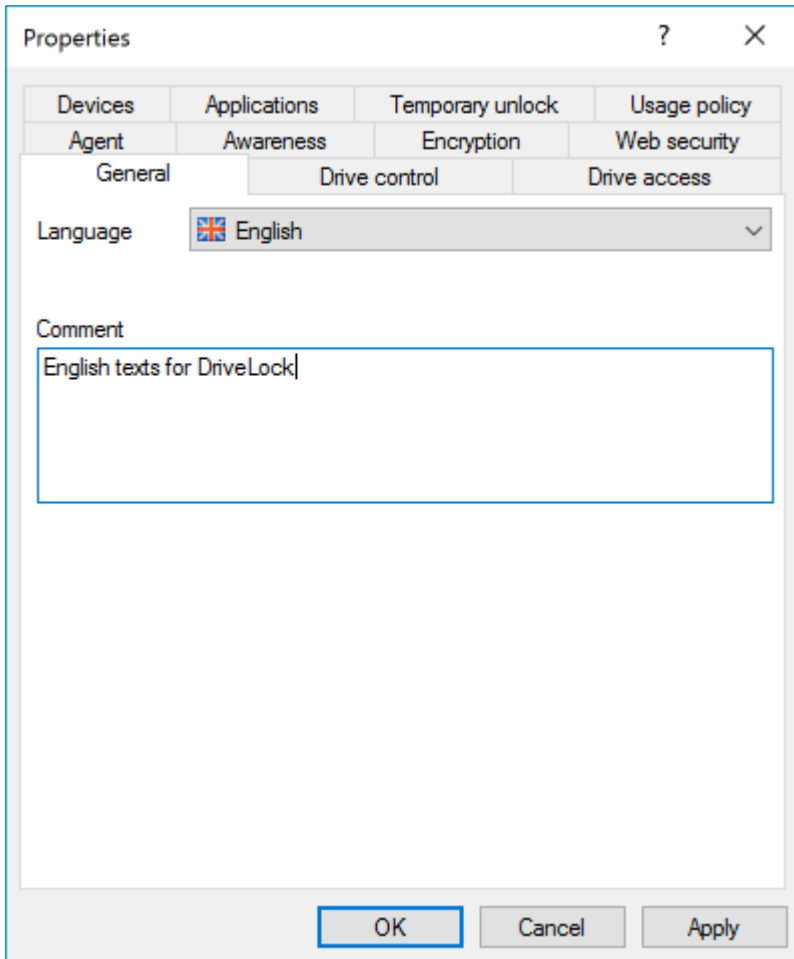 Properties ?
Devices Applications Temporary unlock Usage policy
Agent Awareness Encryption Web security
General Drive control Drive access
Language English
Comment
English texts for DriveLock
OK Cancel Apply